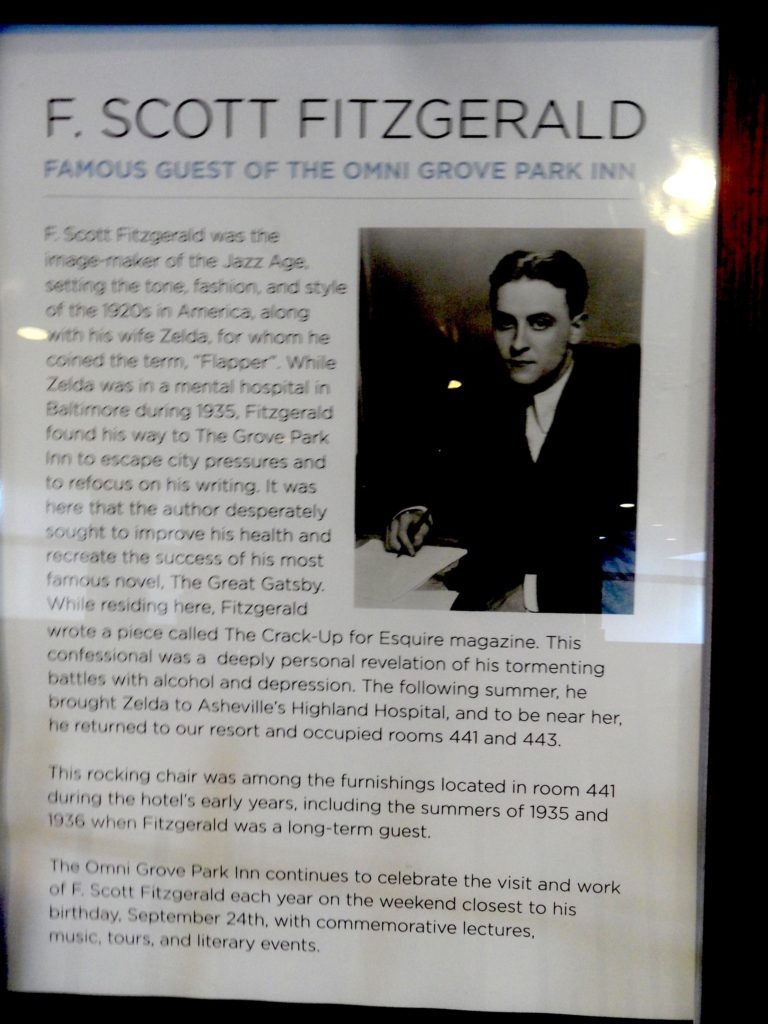 F. SCOTT FITZGERALD
FAMOUS GUEST OF THE OMNI GROVE PARK INN
F. Scott Fitzgerald was the
image-maker of the Jazz Age,
setting the tone, fashion, and style
of the 1920s in America, along
with his wife Zelda, for whom he
coined the term, "Flapper". While
Zelda was in a mental hospital in
Baltimore during 1935, Fitzgerald
found his way to The Grove Park
Inn to escape city pressures and
to refocus on his writing. It was
here that the author desperately
sought to improve his health and
recreate the success of his most
famous novel, The Great Gatsby.
While residing here, Fitzgerald
wrote a piece called The Crack-Up for Esquire magazine. This
confessional was a deeply personal revelation of his tormenting
battles with alcohol and depression. The following summer, he
brought Zelda to Asheville's Highland Hospital, and to be near her,
he returned to our resort and occupied rooms 441 and 443.
This rocking chair was among the furnishings located in room 441
during the hotel's early years, including the summers of 1935 and
1936 when Fitzgerald was a long-term guest.
The Omni Grove Park Inn continues to celebrate the visit and work
of F. Scott Fitzgerald each year on the weekend closest to his
birthday, September 24th, with commemorative lectures,
music, tours, and literary events.